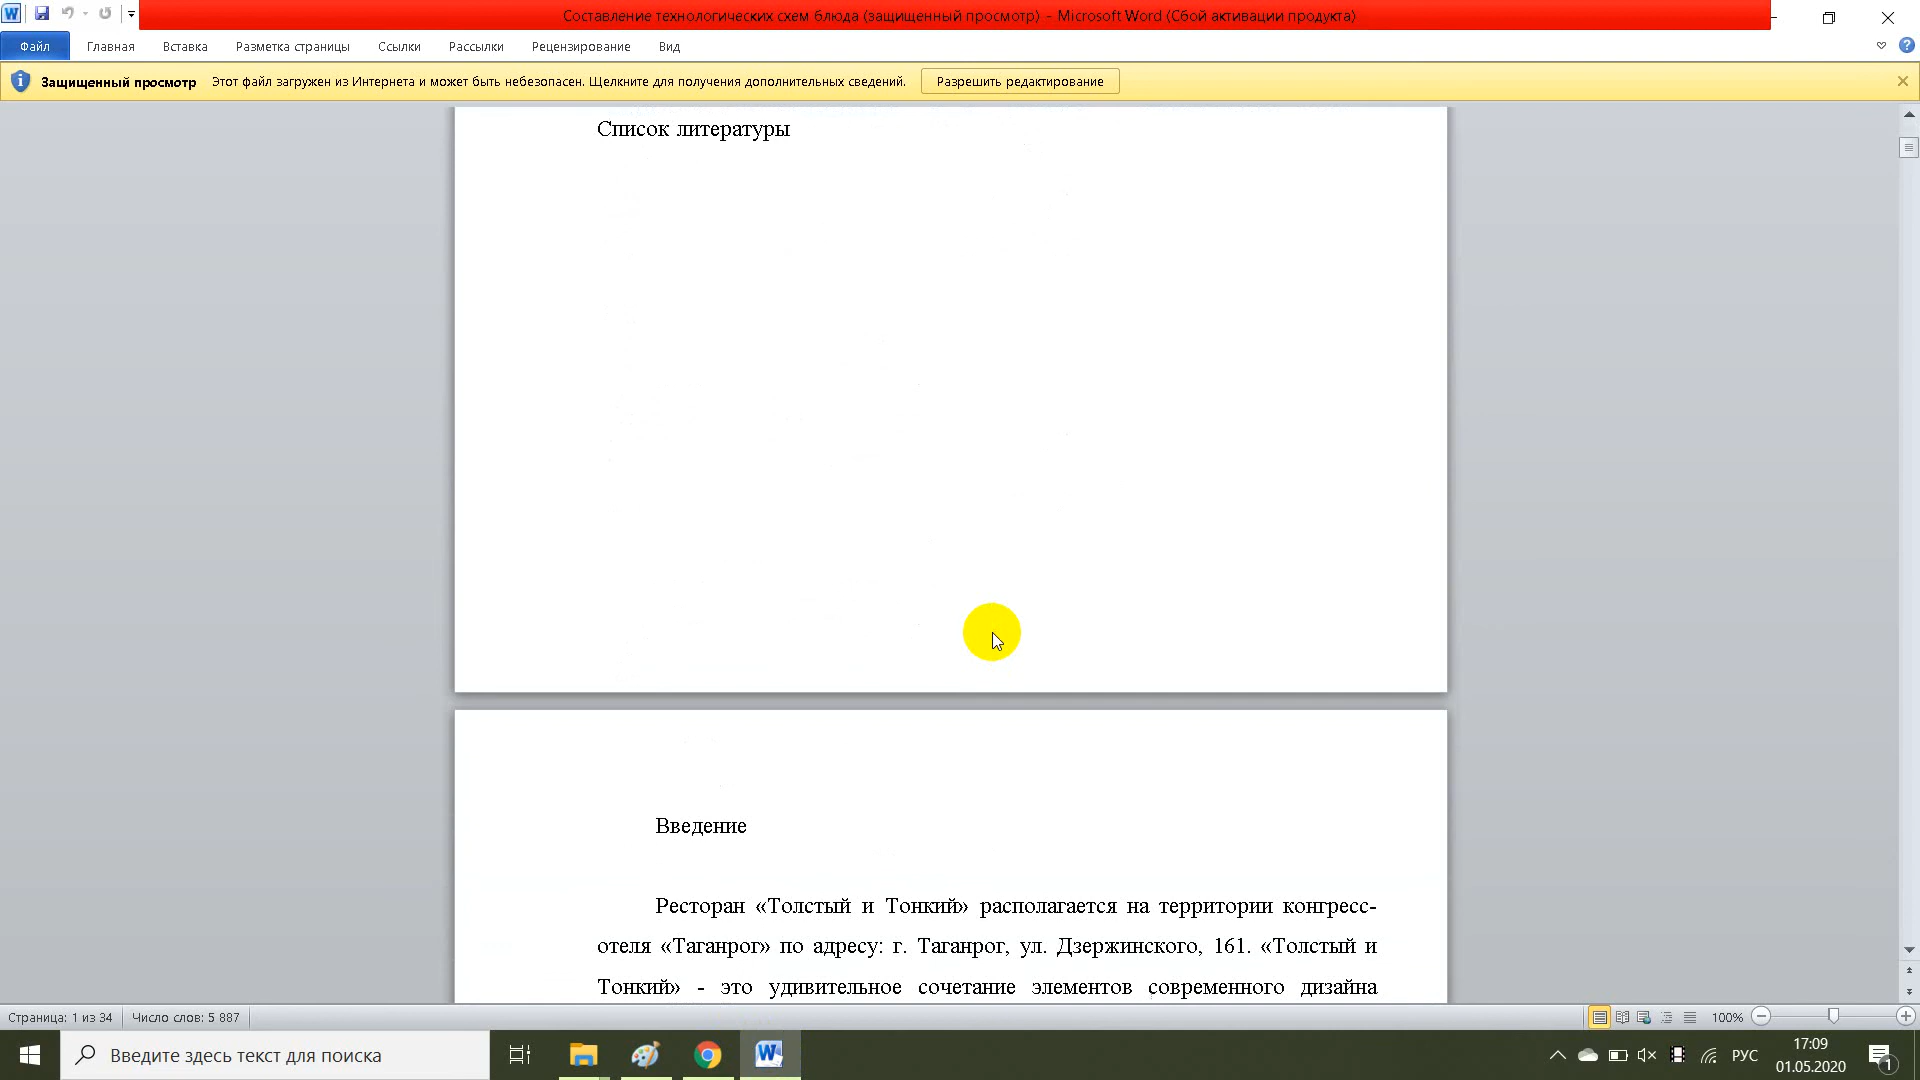 Составление технологических схем блюда (защищенный просмотр) - Microsoft Word (Сбой активации продукта)
Файл Главная Вставка Разметка страницы Ссылки Рассылки Рецензирование Вид
Защищенный просмотр Этот файл загружен из Интернета и может быть небезопасен. Щелкните для получения дополнительных сведений. Разрешить редактирование
Список литературы
Введение
Ресторан «Толстый и Тонкий» располагается на территории конгресс-
отеля «Таганрог» по адресу: г. Таганрог, ул. Дзержинского, 161. «Толстый и
Тонкий» - это удивительное сочетание элементов современного дизайна
Страница: 1 из 34 Число слов: 5 887 100%
Введите здесь текст для поиска РУС 17:09
01.05.2020 1